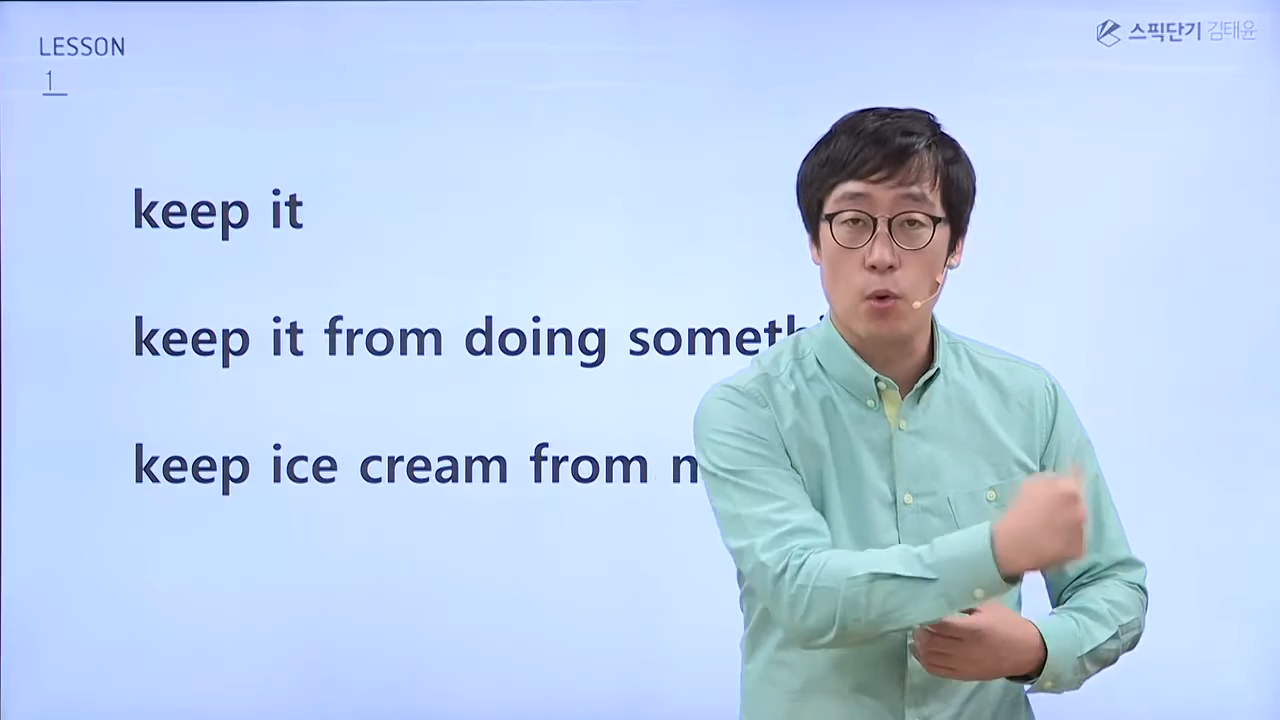 LESSON
1
스픽단기 김태윤
keep it
keep it from doing
keep ice cream from